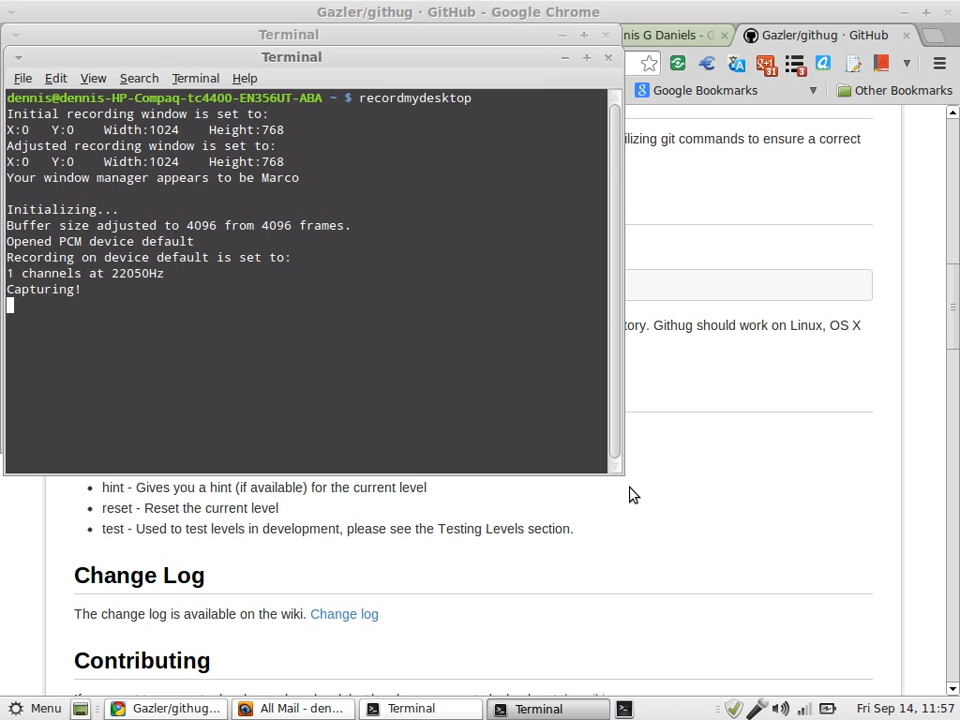 Gazler/githug · GitHub - Google Chrome
Terminal
nis G Daniels - G
Gazler/githug · GitHub
Terminal
File Edit View Search Terminal Help
31
3
Google Bookmarks
Other Bookmarks
dennis@dennis-HP-Compaq-tc4400-EN356UT-ABA ~ $ recordmydesktop
Initial recording window is set to:
X:0 Y:0 Width:1024 Height:768
Adjusted recording window is set to:
X:0 Y:0 Width:1024 Height:768
Your window manager appears to be Marco
Initializing...
Buffer size adjusted to 4096 from 4096 frames.
Opened PCM device default
Recording on device default is set to:
1 channels at 22050Hz
Capturing!
ilizing git commands to ensure a correct
tory. Githug should work on Linux, OS X
hint - Gives you a hint (if available) for the current level
reset - Reset the current level
test - Used to test levels in development, please see the Testing Levels section.
Change Log
The change log is available on the wiki. Change log
Contributing
Menu Gazler/githug... All Mail - den... Terminal Terminal Fri Sep 14, 11:57